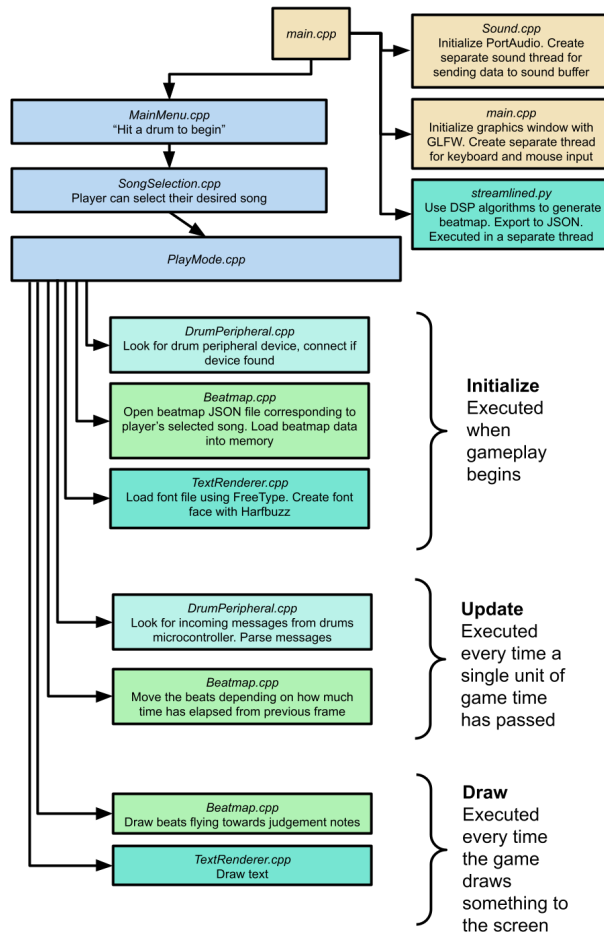 main.cpp
Sound.cpp
Initialize PortAudio. Create
separate sound thread for
sending data to sound buffer
MainMenu.cpp
“Hit a drum to begin”
main.cpp
Initialize graphics window with
GLFW. Create separate thread
for keyboard and mouse input
SongSelection.cpp
Player can select their desired song
streamlined.py
Use DSP algorithms to generate
beatmap. Export to JSON.
Executed in a separate thread
PlayMode.cpp
DrumPeripheral.cpp
Look for drum peripheral device, connect if
device found
Beatmap.cpp
Open beatmap JSON file corresponding to
player’s selected song. Load beatmap data
into memory
TextRenderer.cpp
Load font file using FreeType. Create font
face with Harfbuzz
Initialize
Executed
when
gameplay
begins
DrumPeripheral.cpp
Look for incoming messages from drums
microcontroller. Parse messages
Beatmap.cpp
Move the beats depending on how much
time has elapsed from previous frame
Update
Executed
every time a
single unit of
game time
has passed
Beatmap.cpp
Draw beats flying towards judgement notes
TextRenderer.cpp
Draw text
Draw
Executed
every time
the game
draws
something to
the screen